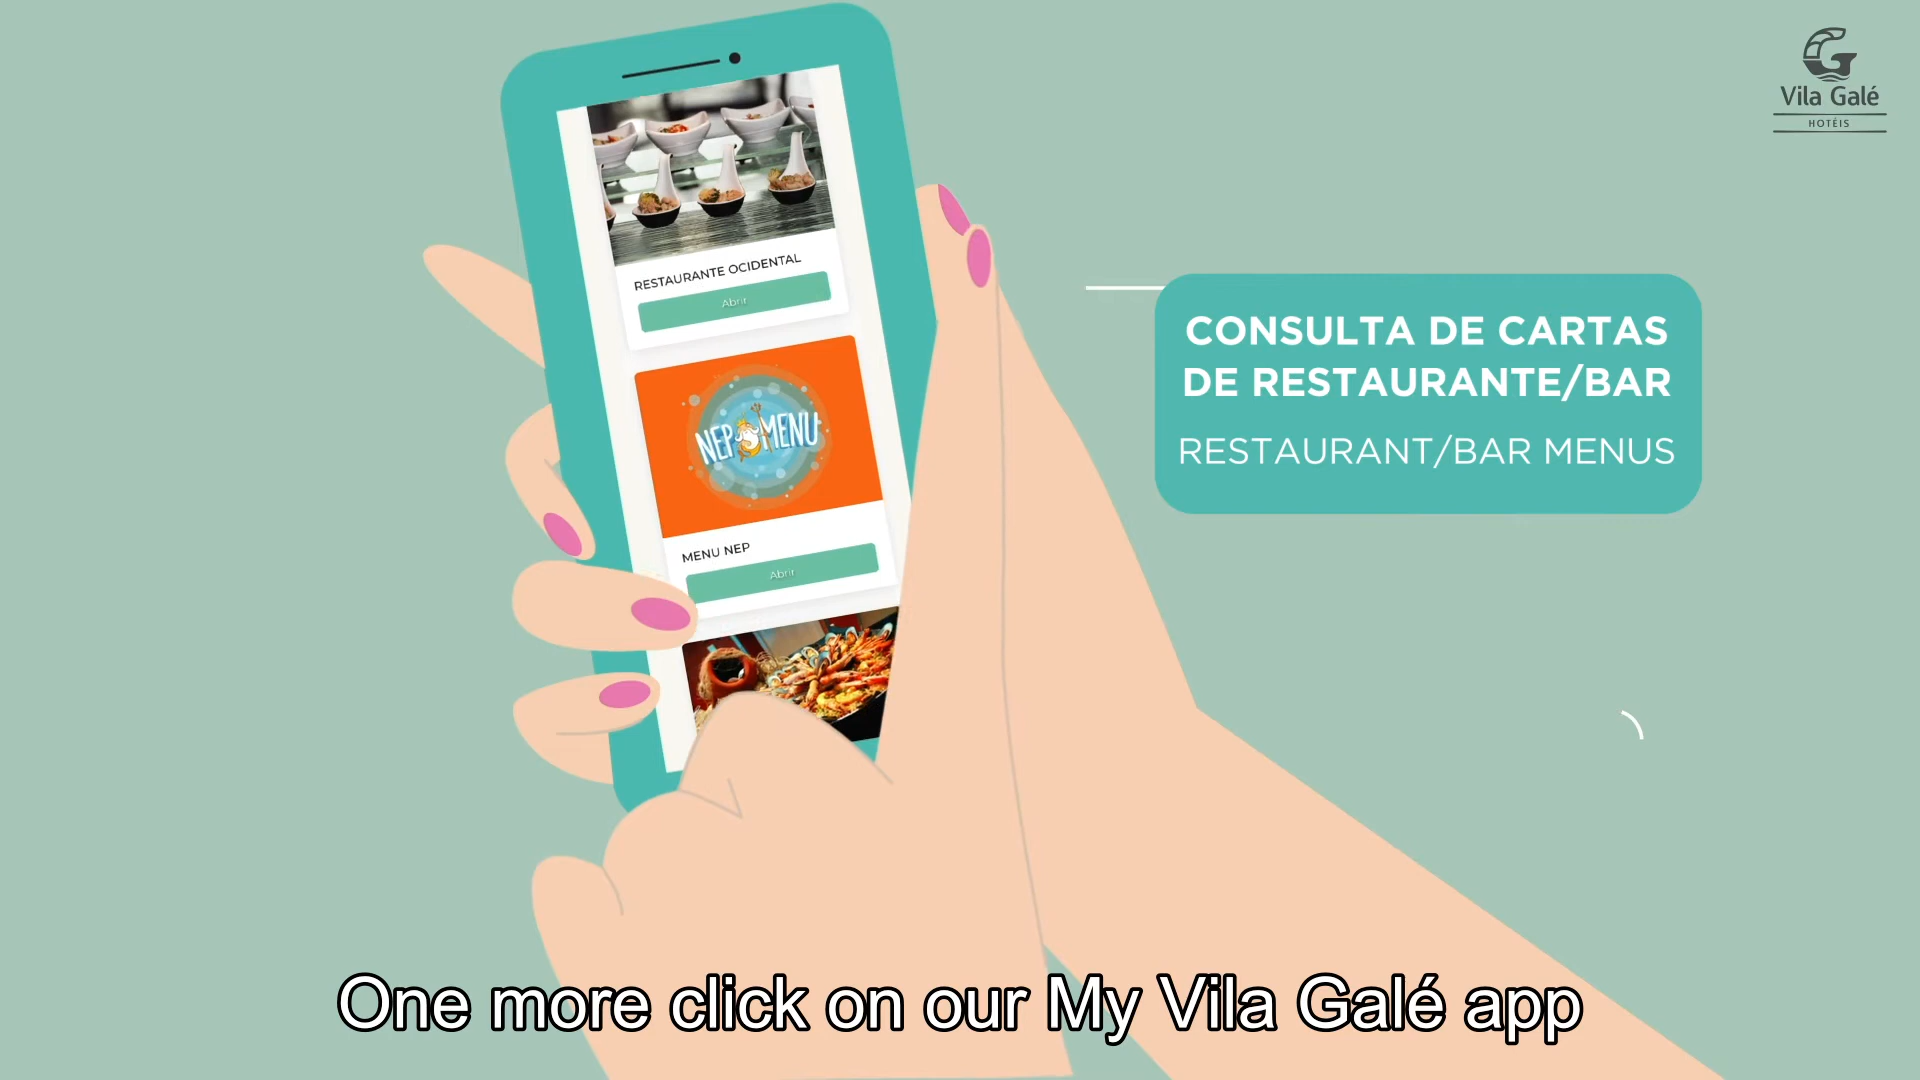 Vila Galé
HOTÉIS
RESTAURANTE OCIDENTAL
Abrir
NEP MENU
MENU NEP
Abrir
CONSULTA DE CARTAS
DE RESTAURANTE/BAR
RESTAURANT/BAR MENUS
One more click on our My Vila Galé app